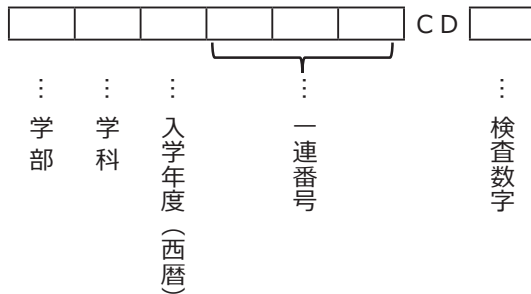 CD
…学部
…学科
…入学年度（西暦）
…一連番号
…検査数字